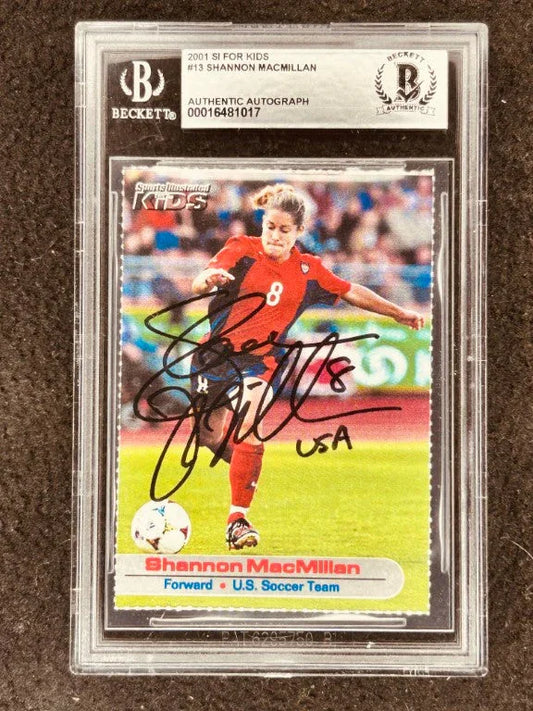 2001 SI FOR KIDS
#13 SHANNON MACMILLAN
AUTHENTIC AUTOGRAPH
00016481017
B
BECKETT®
BECKETT
B
AUTHENTIC
Sports Illustrated
KIDS
8
8
USA
Shannon MacMillan
Forward • U.S. Soccer Team